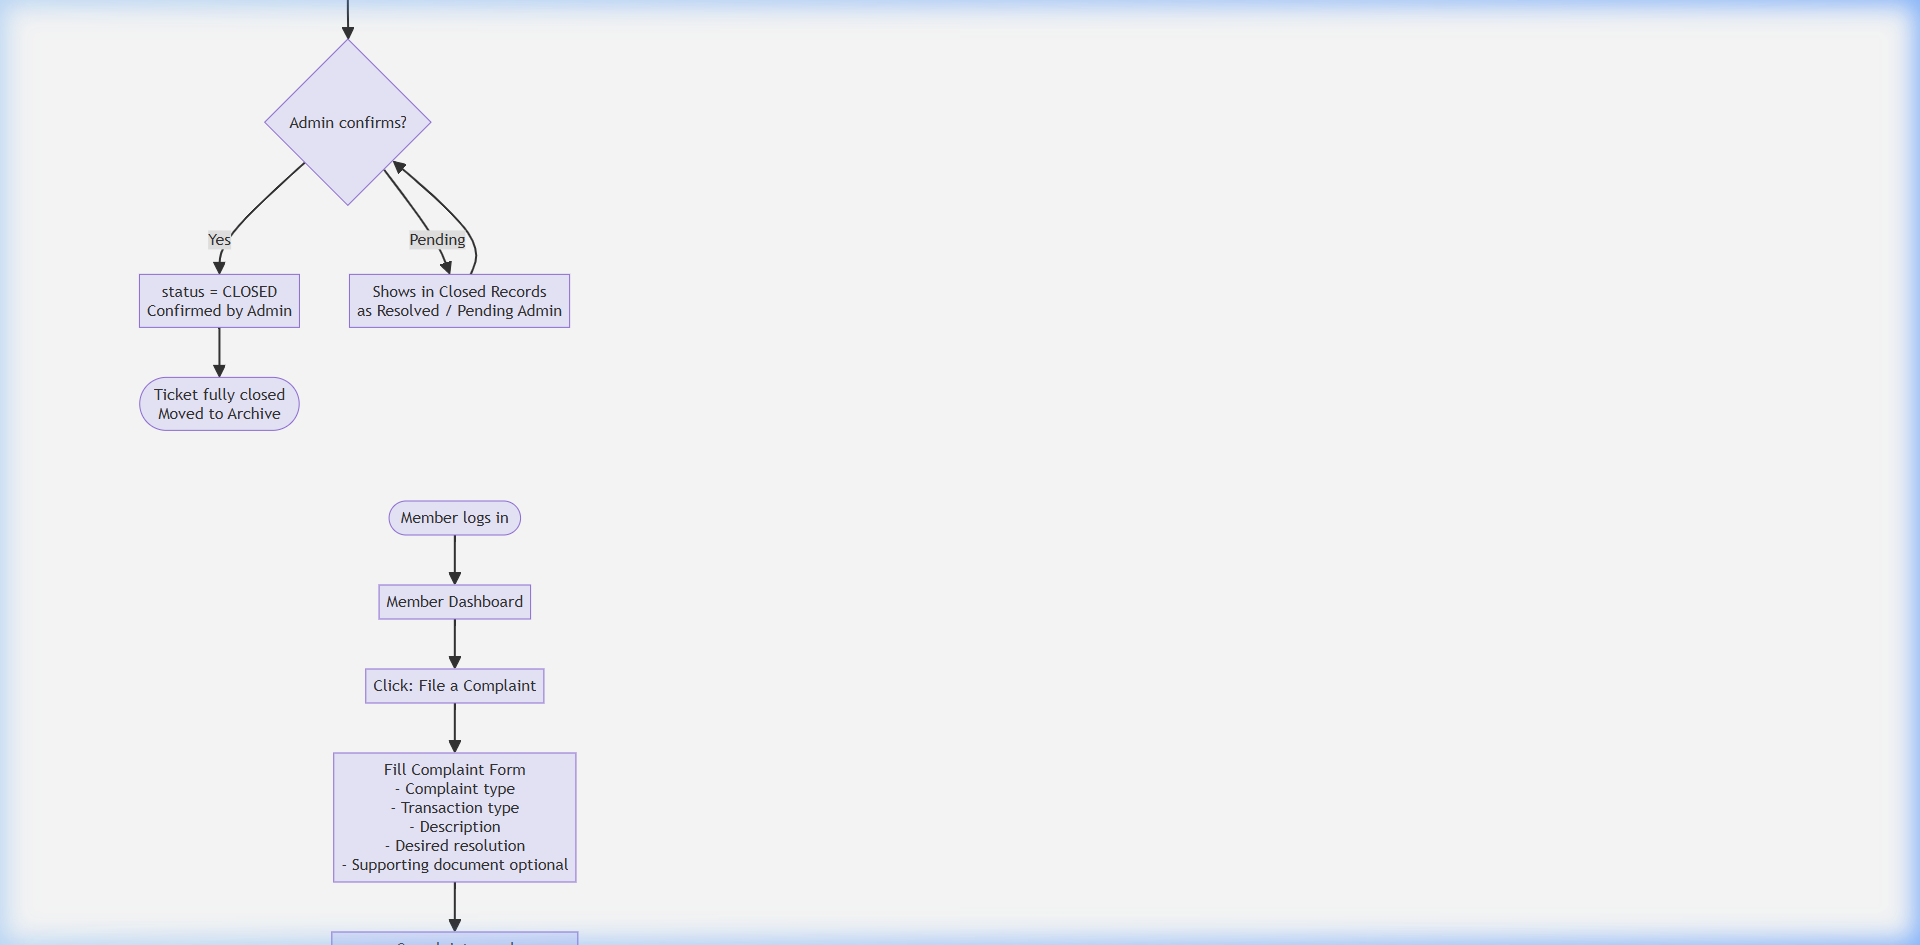 Admin confirms?
Yes
Pending
status = CLOSED
Confirmed by Admin
Shows in Closed Records
as Resolved / Pending Admin
Ticket fully closed
Moved to Archive
Member logs in
Member Dashboard
Click: File a Complaint
Fill Complaint Form
- Complaint type
- Transaction type
- Description
- Desired resolution
- Supporting document optional